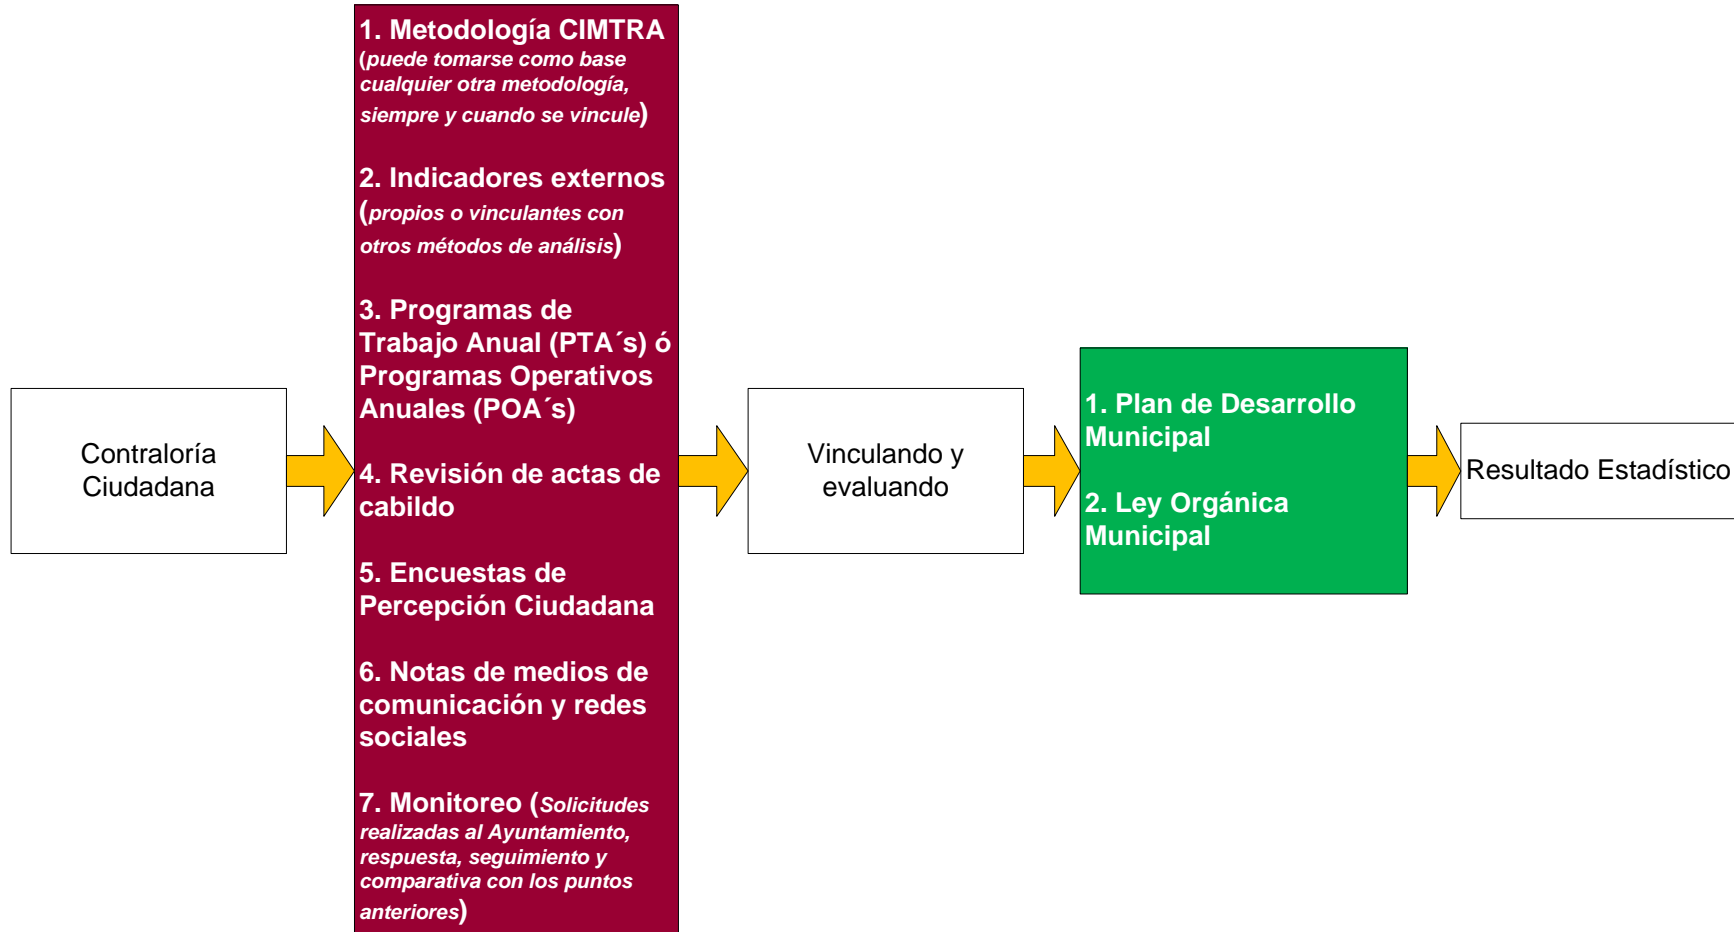 Contraloría
Ciudadana
1. Metodología CIMTRA
(puede tomarse como base
cualquier otra metodología,
siempre y cuando se vincule)
2. Indicadores externos
(propios o vinculantes con
otros métodos de análisis)
3. Programas de
Trabajo Anual (PTA´s) ó
Programas Operativos
Anuales (POA´s)
4. Revisión de actas de
cabildo
5. Encuestas de
Percepción Ciudadana
6. Notas de medios de
comunicación y redes
sociales
7. Monitoreo (Solicitudes
realizadas al Ayuntamiento,
respuesta, seguimiento y
comparativa con los puntos
anteriores)
Vinculando y
evaluando
1. Plan de Desarrollo
Municipal
2. Ley Orgánica
Municipal
Resultado Estadístico